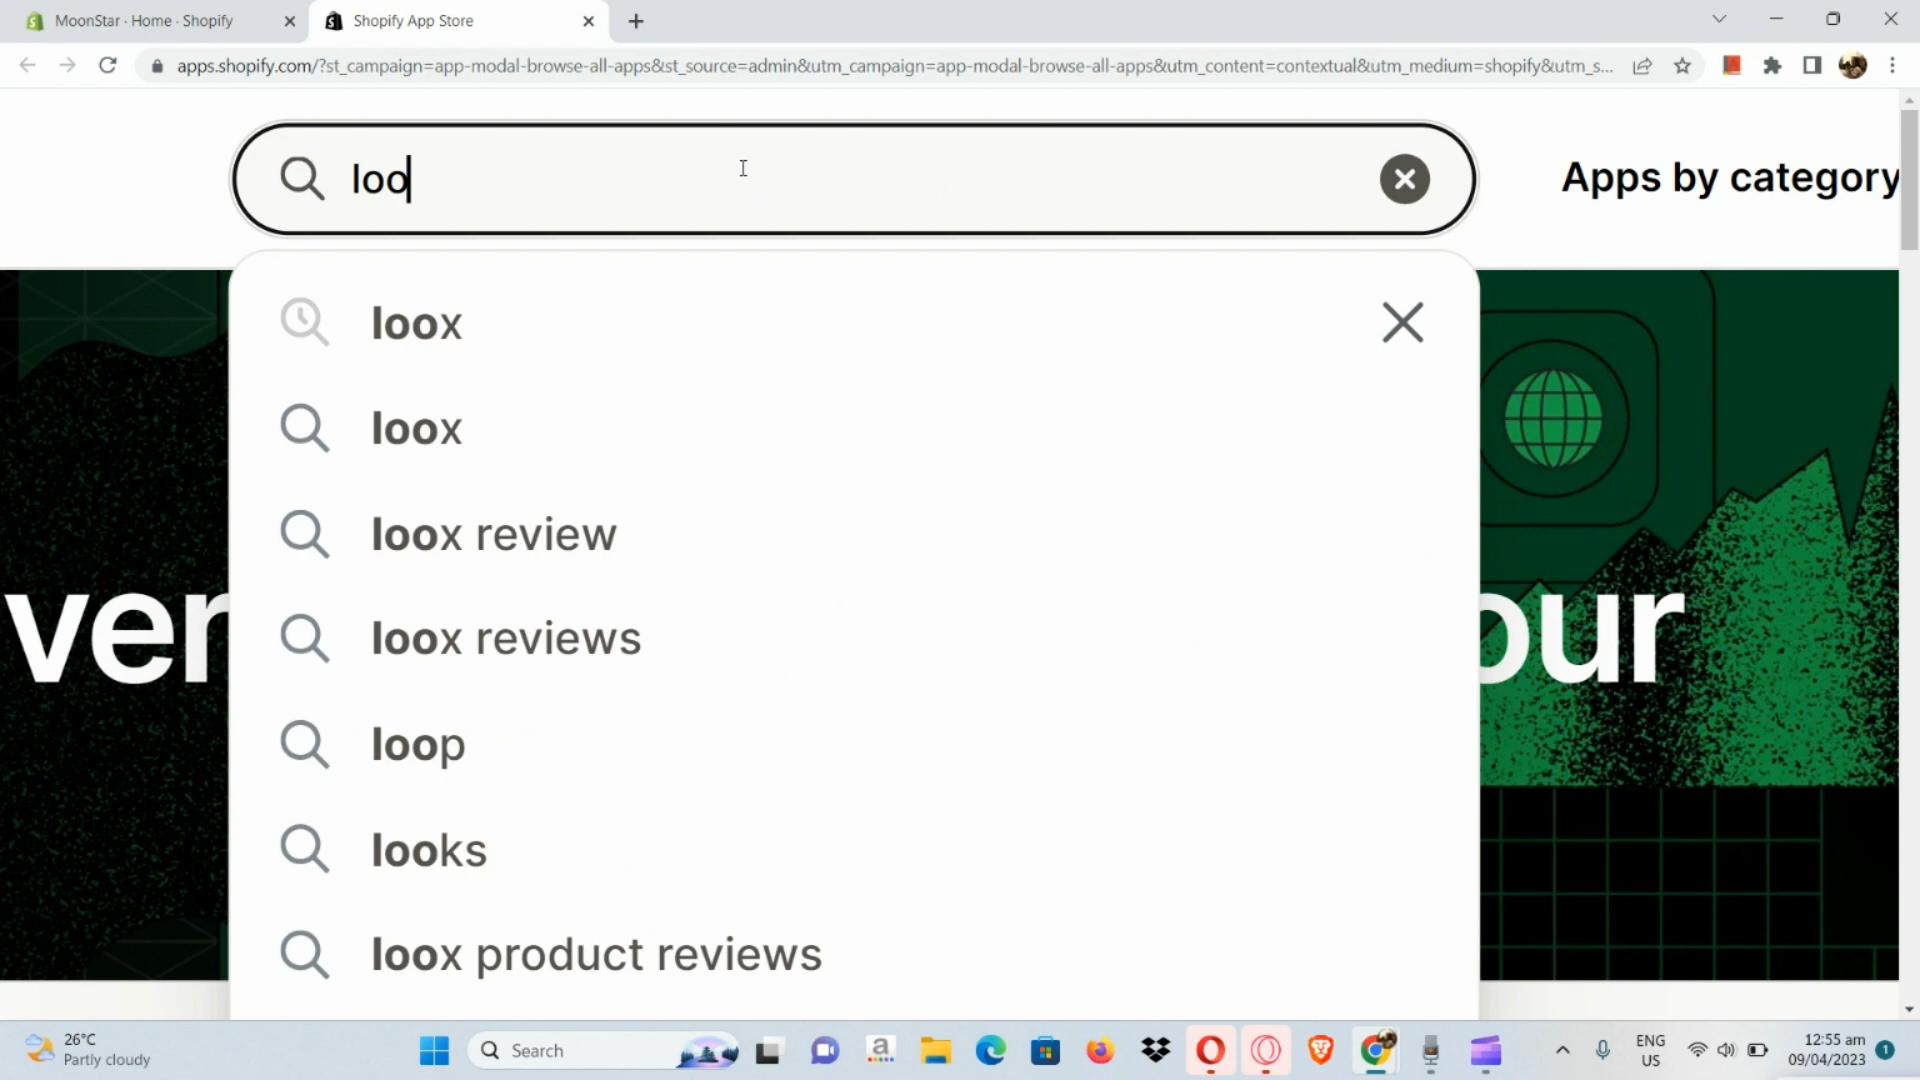 MoonStar · Home · Shopify
Shopify App Store
apps.shopify.com/?st_campaign=app-modal-browse-all-apps&st_source=admin&utm_campaign=app-modal-browse-all-apps&utm_content=contextual&utm_medium=shopify&utm_s...
loo
Apps by category
loox
loox
loox review
loox reviews
loop
looks
loox product reviews
ver
our
26°C
Partly cloudy
Search
ENG
US
12:55 am
09/04/2023
1